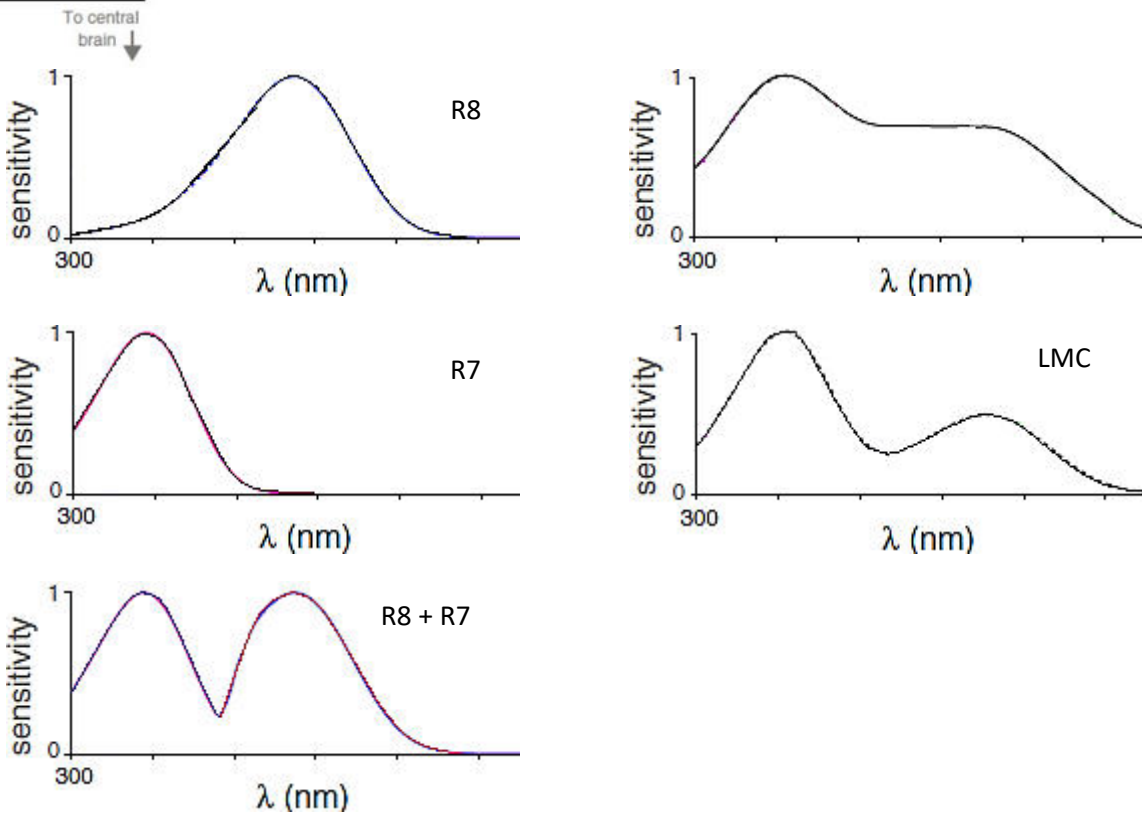 To central
brain
1
sensitivity
0
300
λ (nm)
R8
1
sensitivity
0
300
λ (nm)
1
sensitivity
0
300
λ (nm)
R7
1
sensitivity
0
300
λ (nm)
LMC
1
sensitivity
0
300
λ (nm)
R8 + R7